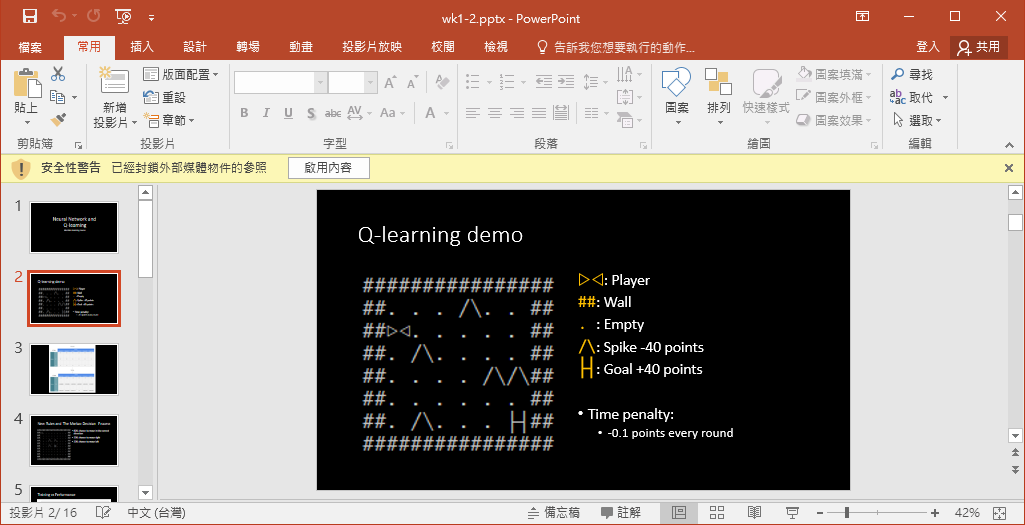 wk1-2.pptx - PowerPoint
檔案 常用 插入 設計 轉場 動畫 投影片放映 校閱 檢視 告訴我您想要執行的動作... 登入 共用
貼上
新增
投影片
版面配置
重設
章節
B I U S abc AV Aa A
圖案
排列
快速樣式
圖案填滿
圖案外框
圖案效果
尋找
取代
選取
剪貼簿 投影片 字型 段落 繪圖 編輯
安全性警告 已經封鎖外部媒體物件的參照 啟用內容
1
Neural Network and
Q-learning
2
Q-learning demo
3
4
New Rules and The Markov Decision Process
5
Training vs Performance
Q-learning demo
################
##. . . /\. . ##
##▷◁. . . . . ##
##. /\. . . . ##
##. . . . /\/\##
##. . . . . . ##
##. /\. . . H##
################
▷◁: Player
##: Wall
. : Empty
/\: Spike -40 points
H: Goal +40 points
• Time penalty:
• -0.1 points every round
投影片 2/ 16 中文 (台灣) 備忘稿 註解 42%